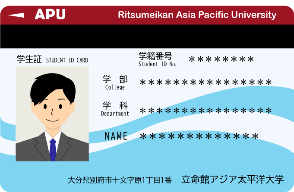 APU Ritsumeikan Asia Pacific University
学生証 STUDENT ID CARD
学籍番号 ********
Student ID No.
学 部 ****************
College
学 科 ****************
Department
NAME **************
大分県別府市十文字原1丁目1番 立命館アジア太平洋大学